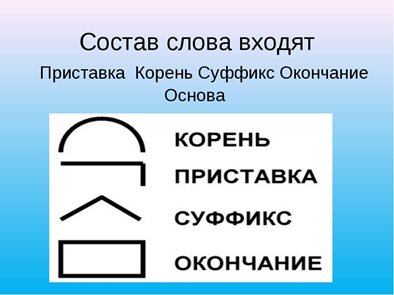 Состав слова входят
Приставка Корень Суффикс Окончание
Основа
КОРЕНЬ
ПРИСТАВКА
СУФФИКС
ОКОНЧАНИЕ